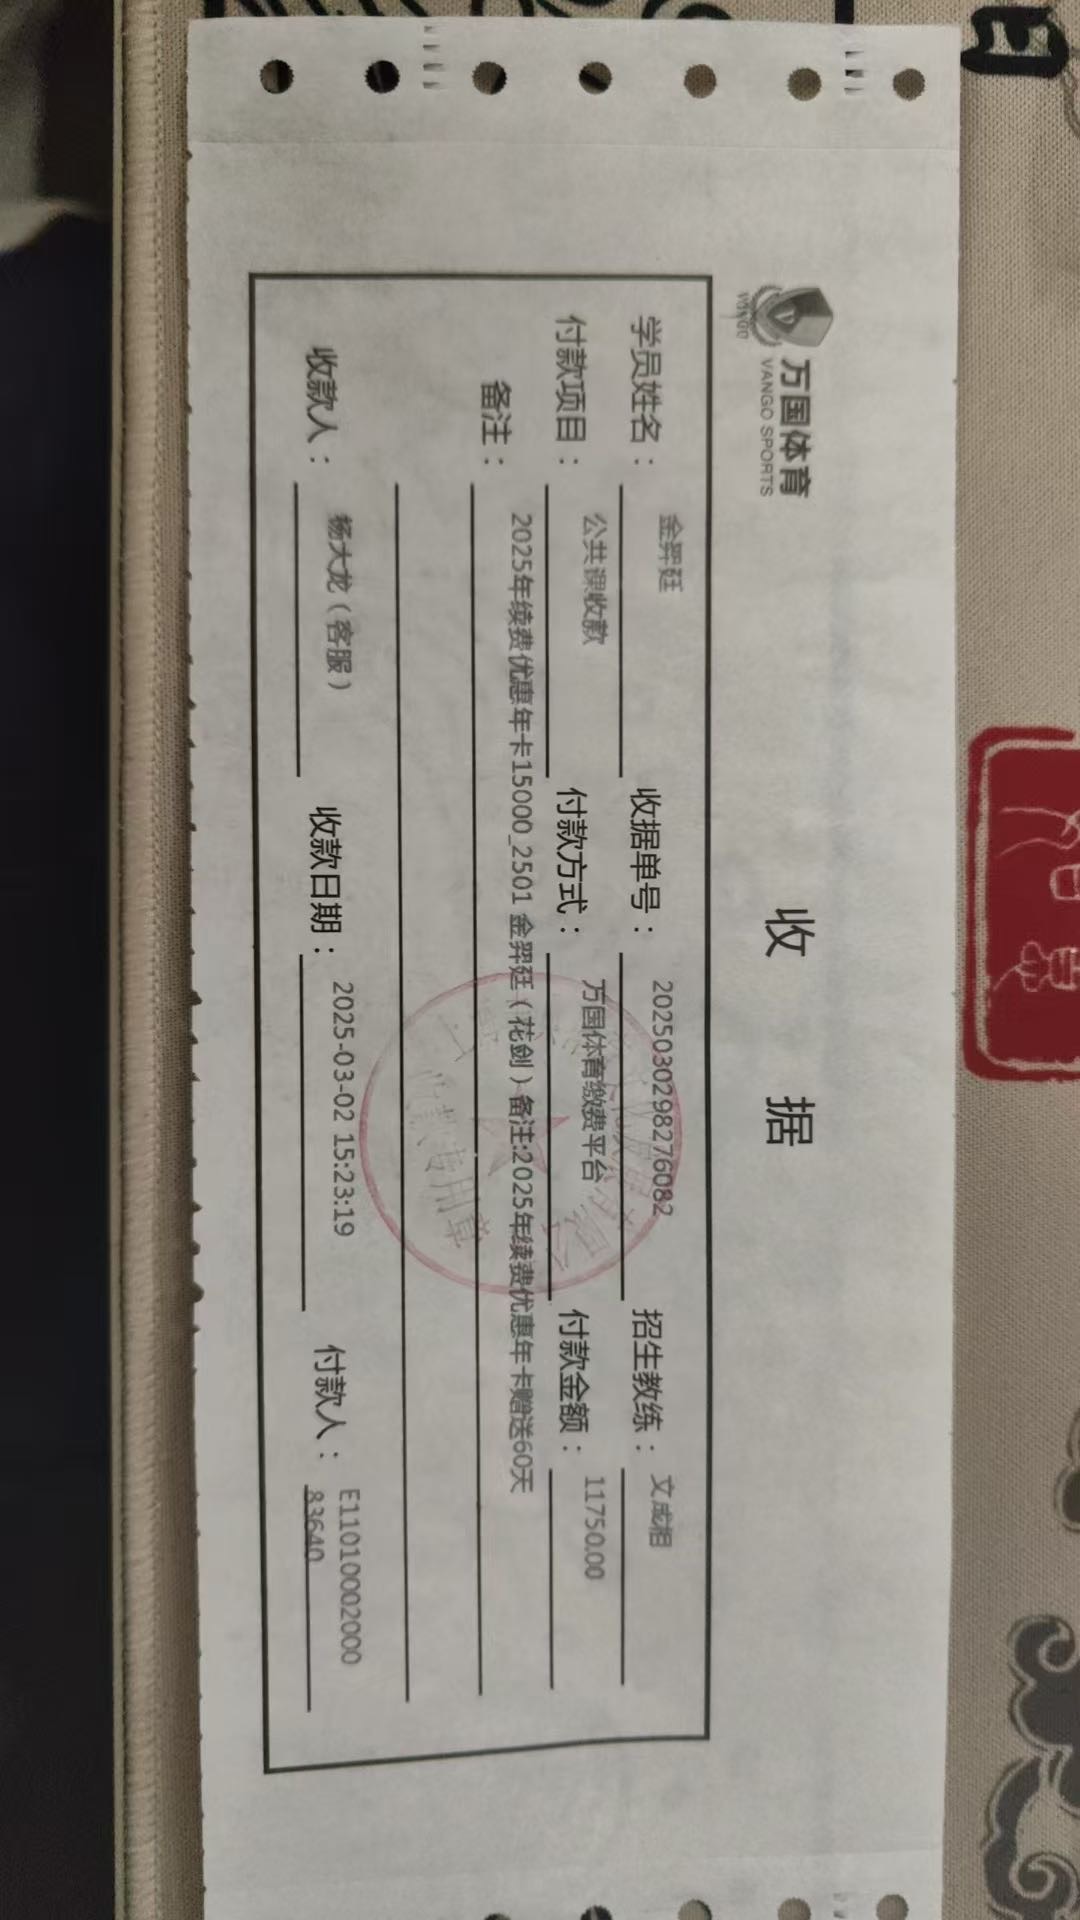 万国体育
VANGO SPORTS
收 据
学员姓名： 金羿廷 收据单号： 2025030298276082 招生教练： 文成相
付款项目： 公共课收款 付款方式： 万国体育缴费平台 付款金额： 11750.00
备注： 2025年续费优惠年卡15000_2501 金羿廷（花剑）备注:2025年续费优惠年卡赠送60天
收款人： 杨大龙（客服） 收款日期： 2025-03-02 15:23:19 付款人： E11010002000
83640
专用章